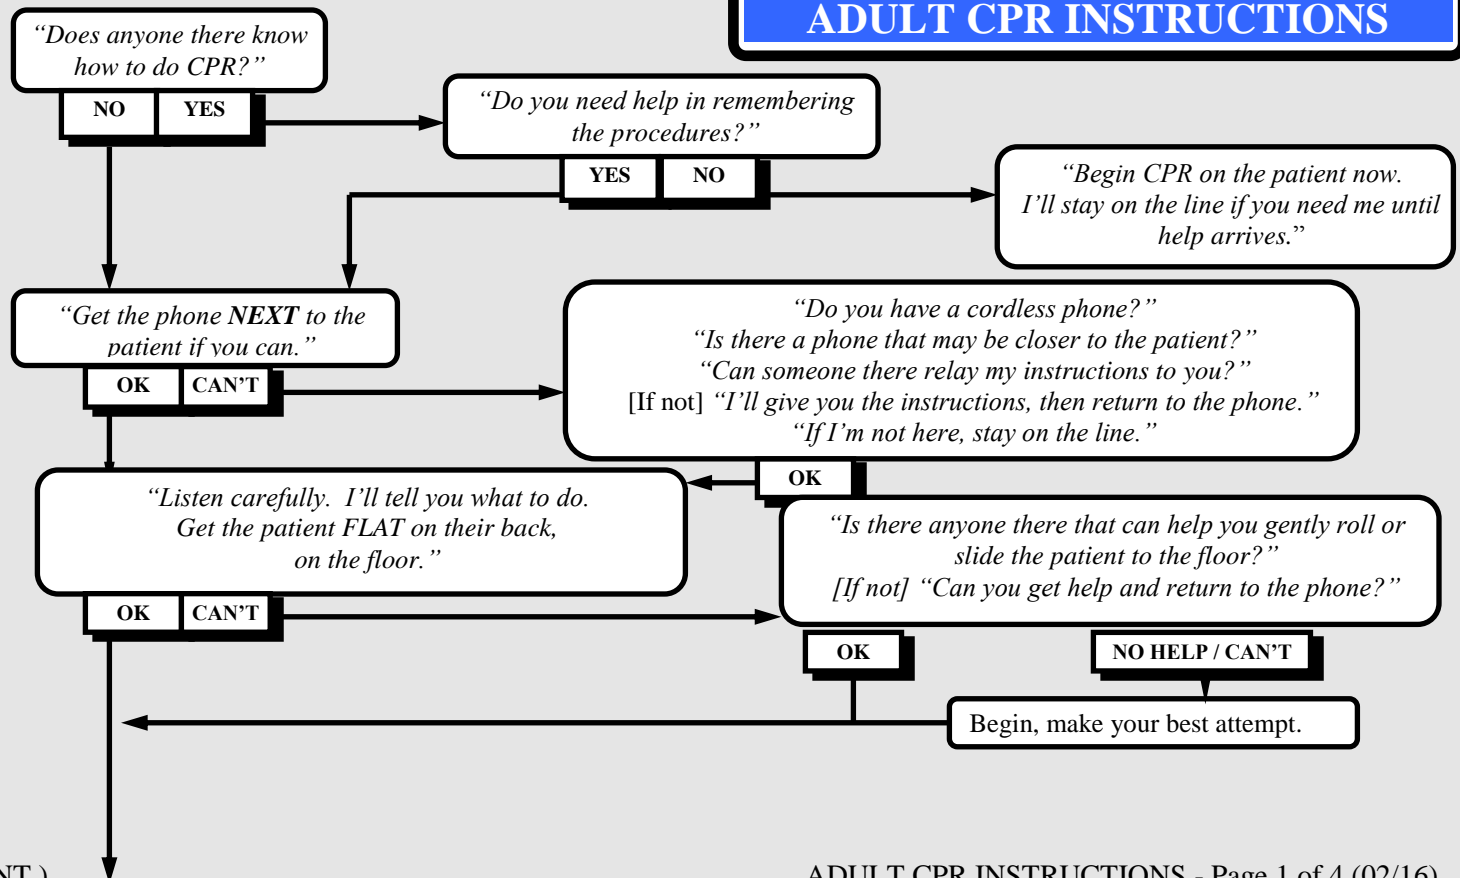 ADULT CPR INSTRUCTIONS
“Does anyone there know
how to do CPR?”
NO YES
“Do you need help in remembering
the procedures?”
YES NO
“Begin CPR on the patient now.
I’ll stay on the line if you need me until
help arrives.”
“Get the phone NEXT to the
patient if you can.”
OK CAN’T
“Do you have a cordless phone?”
“Is there a phone that may be closer to the patient?”
“Can someone there relay my instructions to you?”
[If not] “I’ll give you the instructions, then return to the phone.”
“If I’m not here, stay on the line.”
OK
“Listen carefully. I’ll tell you what to do.
Get the patient FLAT on their back,
on the floor.”
OK CAN’T
“Is there anyone there that can help you gently roll or
slide the patient to the floor?”
[If not] “Can you get help and return to the phone?”
OK
NO HELP / CAN’T
Begin, make your best attempt.
NT.)
ADULT CPR INSTRUCTIONS - Page 1 of 4 (02/16)